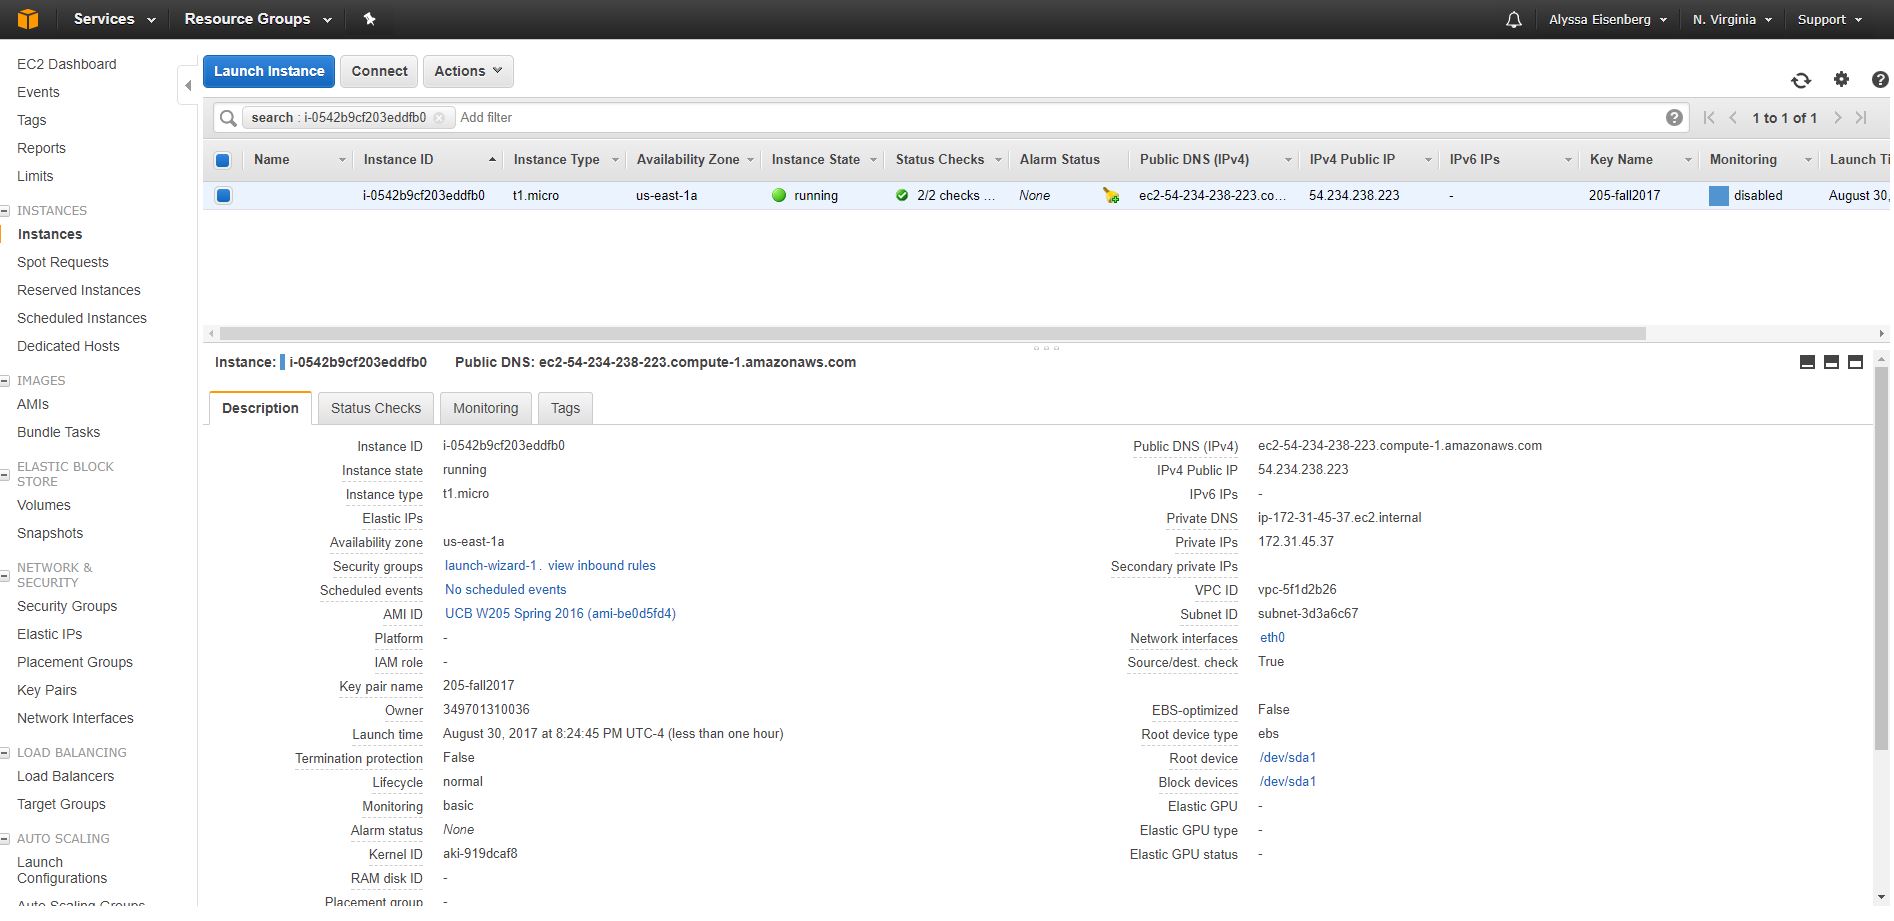 Services Resource Groups Alyssa Eisenberg N. Virginia Support
EC2 Dashboard
Events
Tags
Reports
Limits
INSTANCES
Instances
Spot Requests
Reserved Instances
Scheduled Instances
Dedicated Hosts
IMAGES
AMIs
Bundle Tasks
ELASTIC BLOCK
STORE
Volumes
Snapshots
NETWORK &
SECURITY
Security Groups
Elastic IPs
Placement Groups
Key Pairs
Network Interfaces
LOAD BALANCING
Load Balancers
Target Groups
AUTO SCALING
Launch
Configurations
Auto Scaling Groups
Launch Instance Connect Actions
search : i-0542b9cf203eddfb0 Add filter 1 to 1 of 1
Name Instance ID Instance Type Availability Zone Instance State Status Checks Alarm Status Public DNS (IPv4) IPv4 Public IP IPv6 IPs Key Name Monitoring Launch Ti
i-0542b9cf203eddfb0 t1.micro us-east-1a running 2/2 checks ... None ec2-54-234-238-223.co... 54.234.238.223 - 205-fall2017 disabled August 30,
Instance: i-0542b9cf203eddfb0 Public DNS: ec2-54-234-238-223.compute-1.amazonaws.com
Description Status Checks Monitoring Tags
Instance ID i-0542b9cf203eddfb0
Instance state running
Instance type t1.micro
Elastic IPs
Availability zone us-east-1a
Security groups launch-wizard-1. view inbound rules
Scheduled events No scheduled events
AMI ID UCB W205 Spring 2016 (ami-be0d5fd4)
Platform -
IAM role -
Key pair name 205-fall2017
Owner 349701310036
Launch time August 30, 2017 at 8:24:45 PM UTC-4 (less than one hour)
Termination protection False
Lifecycle normal
Monitoring basic
Alarm status None
Kernel ID aki-919dcaf8
RAM disk ID -
Placement group -
Public DNS (IPv4) ec2-54-234-238-223.compute-1.amazonaws.com
IPv4 Public IP 54.234.238.223
IPv6 IPs -
Private DNS ip-172-31-45-37.ec2.internal
Private IPs 172.31.45.37
Secondary private IPs
VPC ID vpc-5f1d2b26
Subnet ID subnet-3d3a6c67
Network interfaces eth0
Source/dest. check True
EBS-optimized False
Root device type ebs
Root device /dev/sda1
Block devices /dev/sda1
Elastic GPU -
Elastic GPU type -
Elastic GPU status -